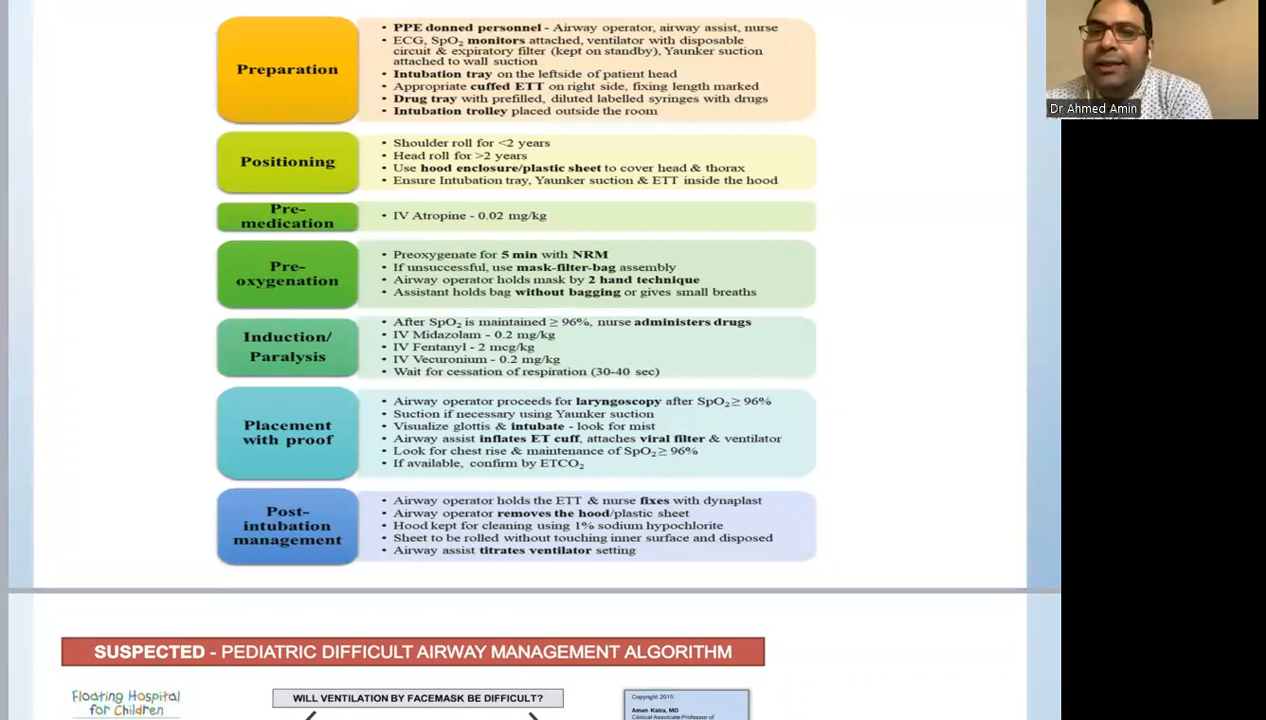 Preparation
• PPE donned personnel - Airway operator, airway assist, nurse
• ECG, SpO₂ monitors attached, ventilator with disposable
circuit & expiratory filter (kept on standby), Yaunker suction
attached to wall suction
• Intubation tray on the leftside of patient head
• Appropriate cuffed ETT on right side, fixing length marked
• Drug tray with prefilled, diluted labelled syringes with drugs
• Intubation trolley placed outside the room
Positioning
• Shoulder roll for <2 years
• Head roll for >2 years
• Use hood enclosure/plastic sheet to cover head & thorax
• Ensure Intubation tray, Yaunker suction & ETT inside the hood
Pre-
medication
• IV Atropine - 0.02 mg/kg
Pre-
oxygenation
• Preoxygenate for 5 min with NRM
• If unsuccessful, use mask-filter-bag assembly
• Airway operator holds mask by 2 hand technique
• Assistant holds bag without bagging or gives small breaths
Induction/
Paralysis
• After SpO₂ is maintained ≥ 96%, nurse administers drugs
• IV Midazolam - 0.2 mg/kg
• IV Fentanyl - 2 mcg/kg
• IV Vecuronium - 0.2 mg/kg
• Wait for cessation of respiration (30-40 sec)
Placement
with proof
• Airway operator proceeds for laryngoscopy after SpO₂ ≥ 96%
• Suction if necessary using Yaunker suction
• Visualize glottis & intubate - look for mist
• Airway assist inflates ET cuff, attaches viral filter & ventilator
• Look for chest rise & maintenance of SpO₂ ≥ 96%
• If available, confirm by ETCO₂
Post-
intubation
management
• Airway operator holds the ETT & nurse fixes with dynaplast
• Airway operator removes the hood/plastic sheet
• Hood kept for cleaning using 1% sodium hypochlorite
• Sheet to be rolled without touching inner surface and disposed
• Airway assist titrates ventilator setting
Dr Ahmed Amin
SUSPECTED - PEDIATRIC DIFFICULT AIRWAY MANAGEMENT ALGORITHM
Floating Hospital
for Children
WILL VENTILATION BY FACEMASK BE DIFFICULT?
Copyright 2015
Aman Kalra, MD
Clinical Associate Professor of